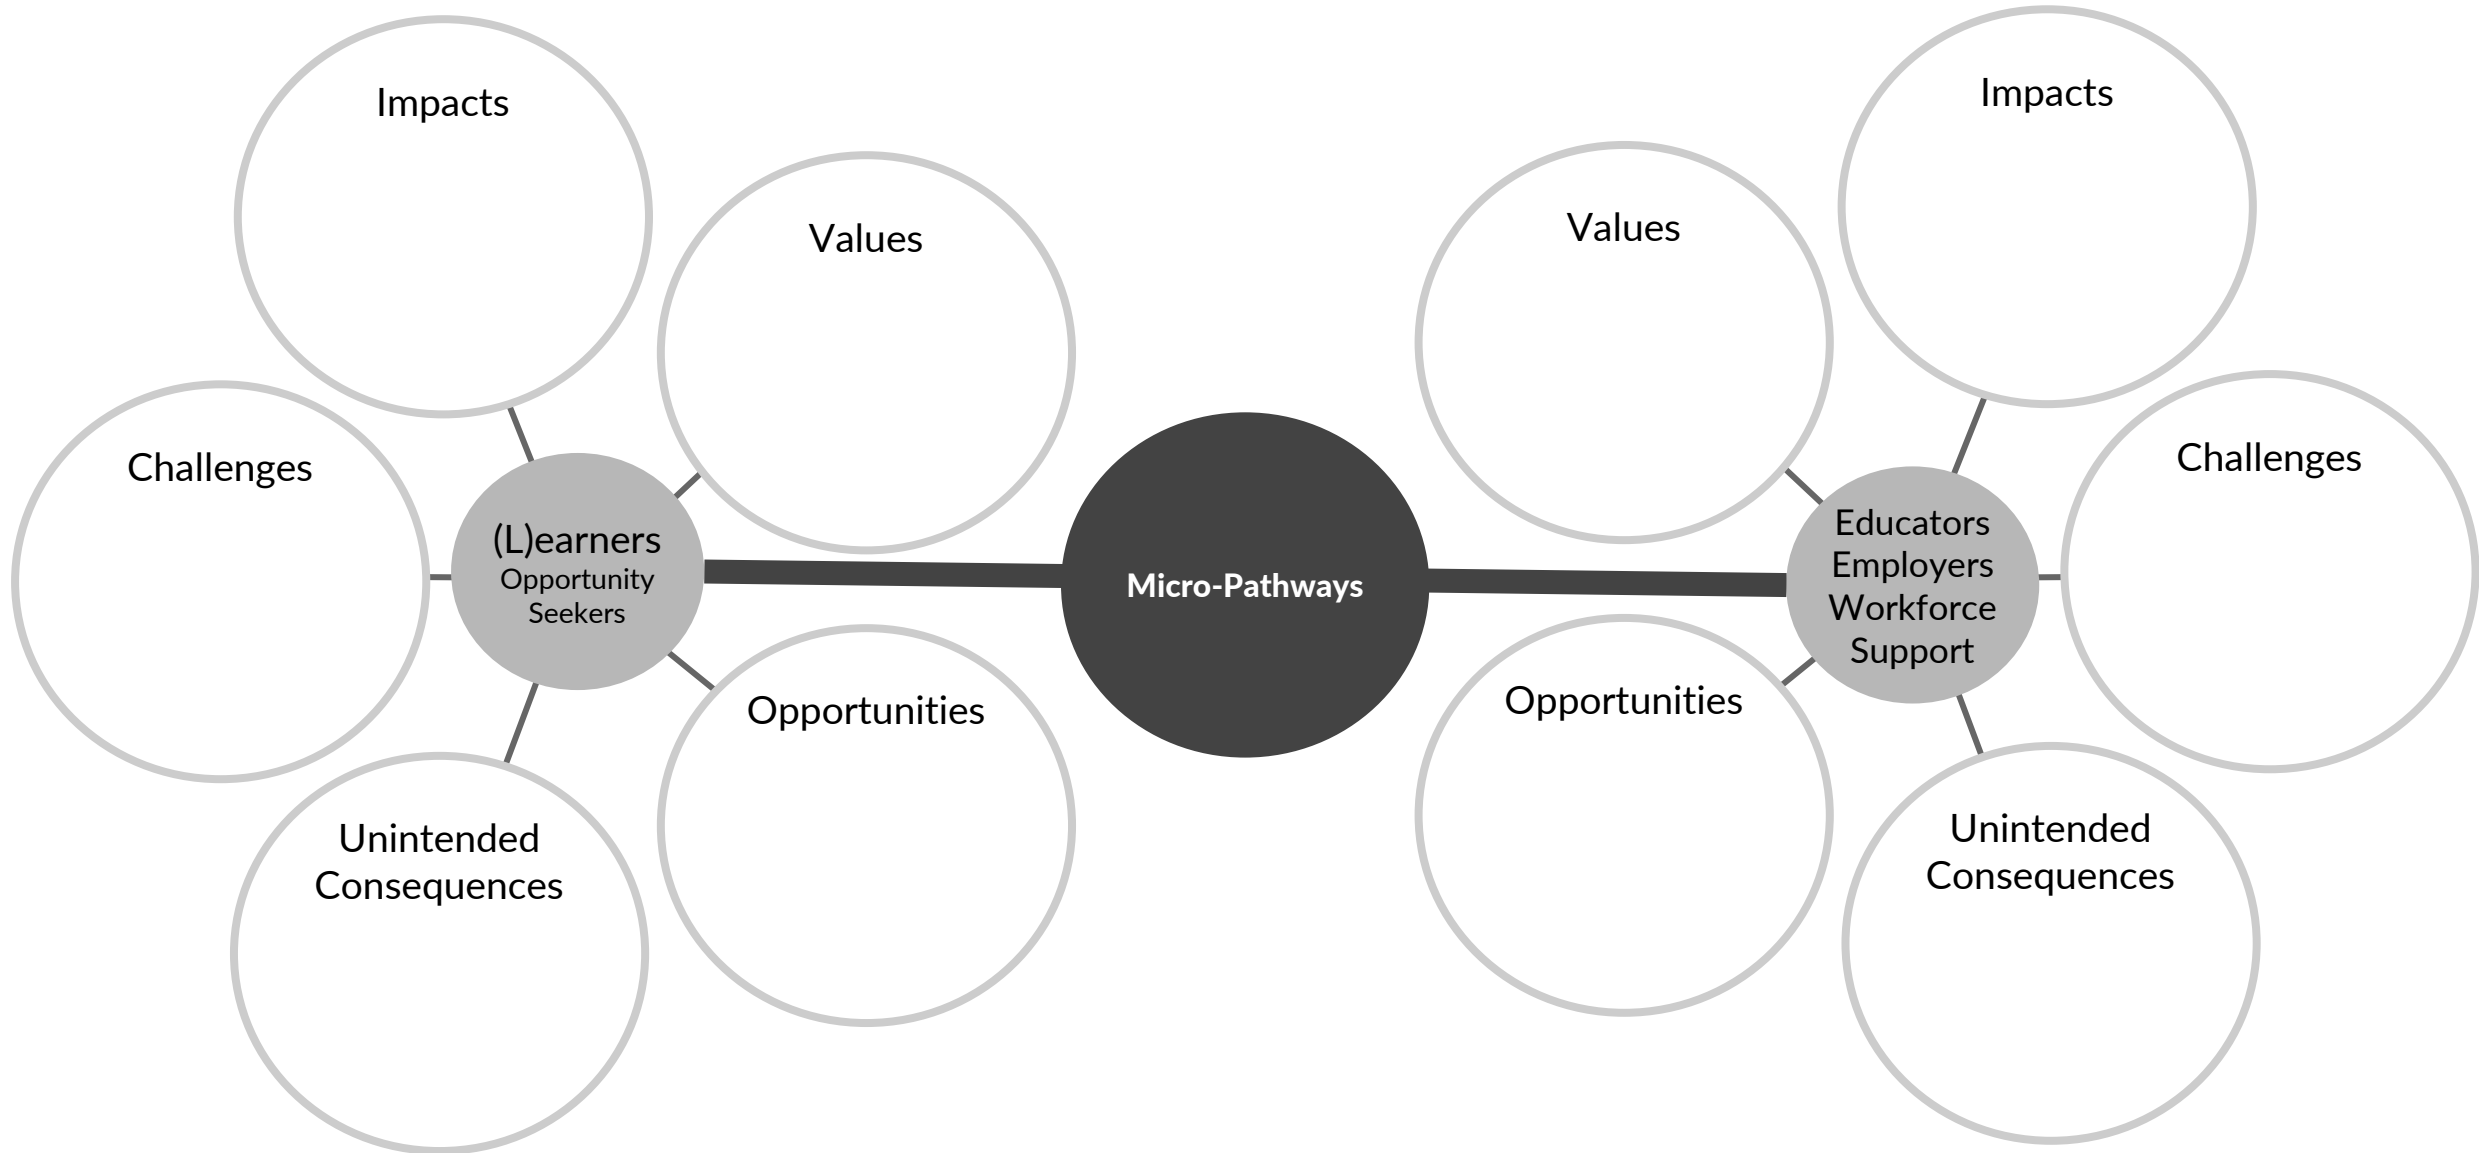 Impacts
Values
Challenges
(L)earners
Opportunity
Seekers
Opportunities
Unintended
Consequences
Micro-Pathways
Impacts
Values
Challenges
Educators
Employers
Workforce
Support
Opportunities
Unintended
Consequences